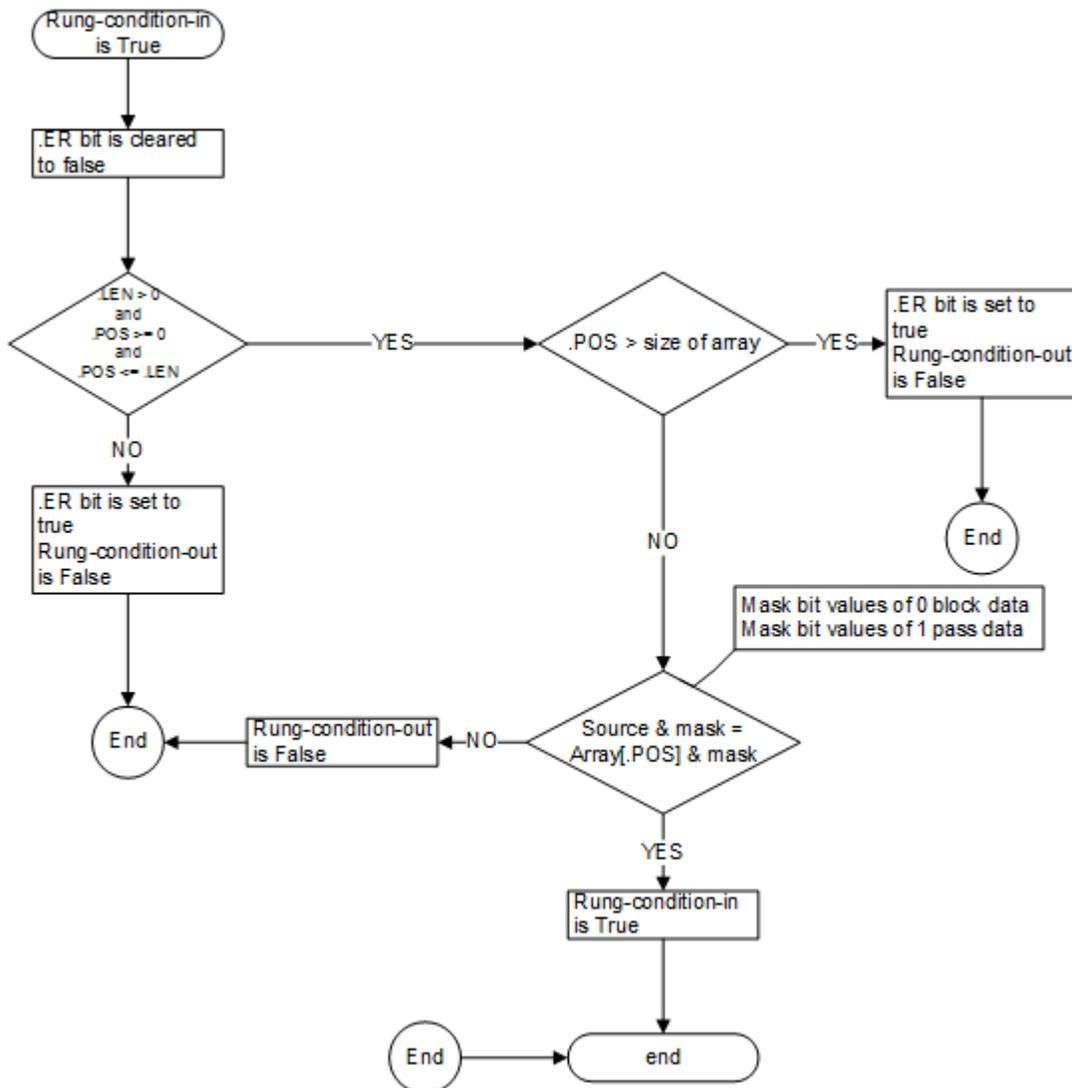 Rung-condition-in
is True
.ER bit is cleared
to false
.LEN > 0
and
.POS >= 0
and
.POS <= .LEN
YES
.POS > size of array
YES
.ER bit is set to
true
Rung-condition-out
is False
NO
.ER bit is set to
true
Rung-condition-out
is False
End
NO
Mask bit values of 0 block data
Mask bit values of 1 pass data
Source & mask =
Array[.POS] & mask
NO
Rung-condition-out
is False
End
YES
Rung-condition-in
is True
End
end